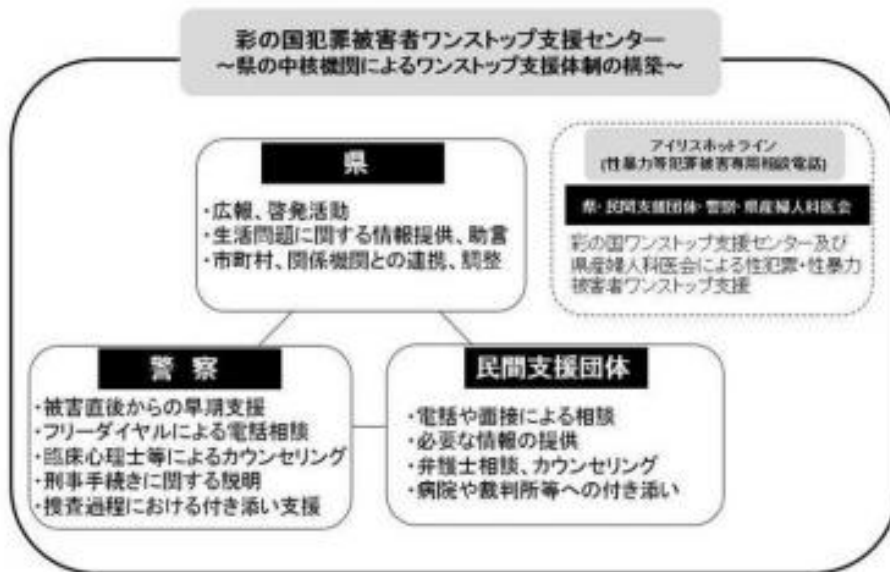 彩の国犯罪被害者ワンストップ支援センター
～県の中核機関によるワンストップ支援体制の構築～
県
・広報、啓発活動
・生活問題に関する情報提供、助言
・市町村、関係機関との連携、調整
アイリスホットライン
(性暴力等犯罪被害専用相談電話)
県・民間支援団体・警察・県産婦人科医会
彩の国ワンストップ支援センター及び
県産婦人科医会による性犯罪・性暴力
被害者ワンストップ支援
警察
・被害直後からの早期支援
・フリーダイヤルによる電話相談
・臨床心理士等によるカウンセリング
・刑事手続きに関する説明
・捜査過程における付き添い支援
民間支援団体
・電話や面接による相談
・必要な情報の提供
・弁護士相談、カウンセリング
・病院や裁判所等への付き添い